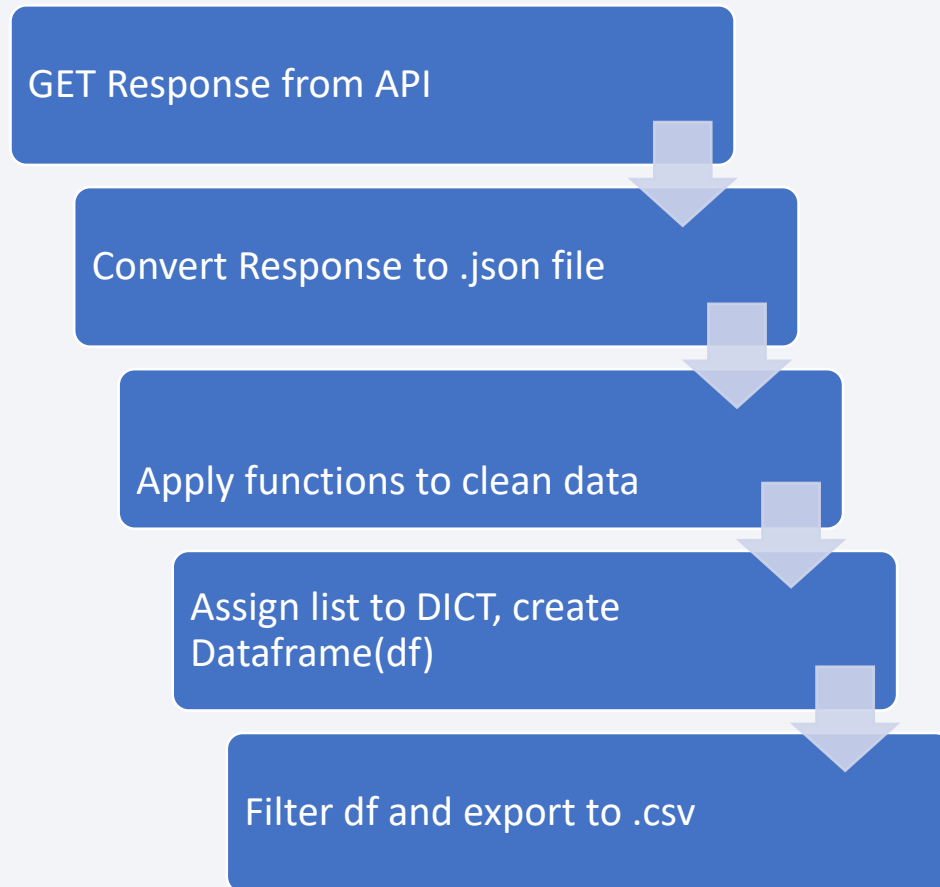 GET Response from API
Convert Response to .json file
Apply functions to clean data
Assign list to DICT, create
Dataframe(df)
Filter df and export to .csv